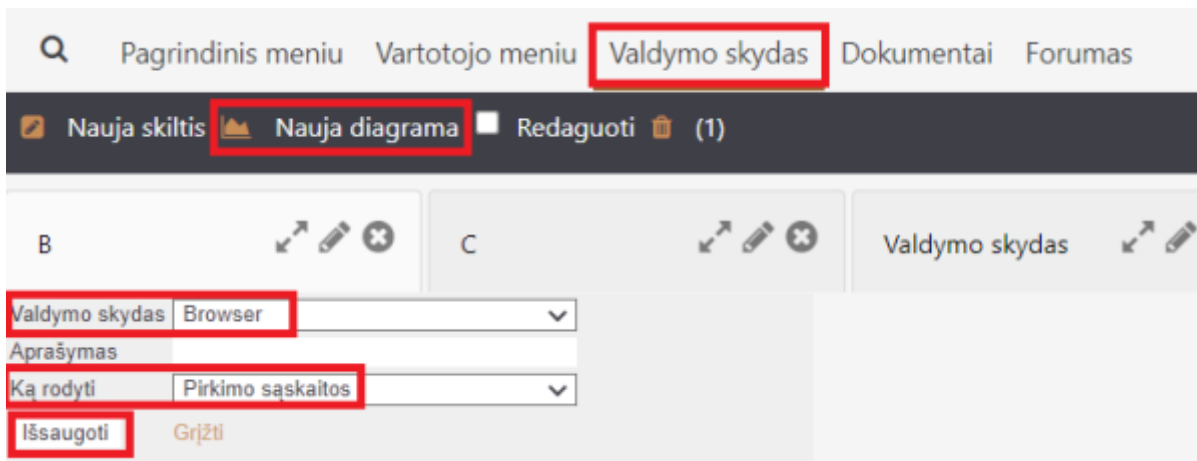 Pagrindinis meniu Vartotojo meniu Valdymo skydas Dokumentai Forumas
Nauja skiltis Nauja diagrama Redaguoti (1)
B C Valdymo skydas
Valdymo skydas Browser
Aprašymas
Ką rodyti Pirkimo sąskaitos
Išsaugoti Grįžti